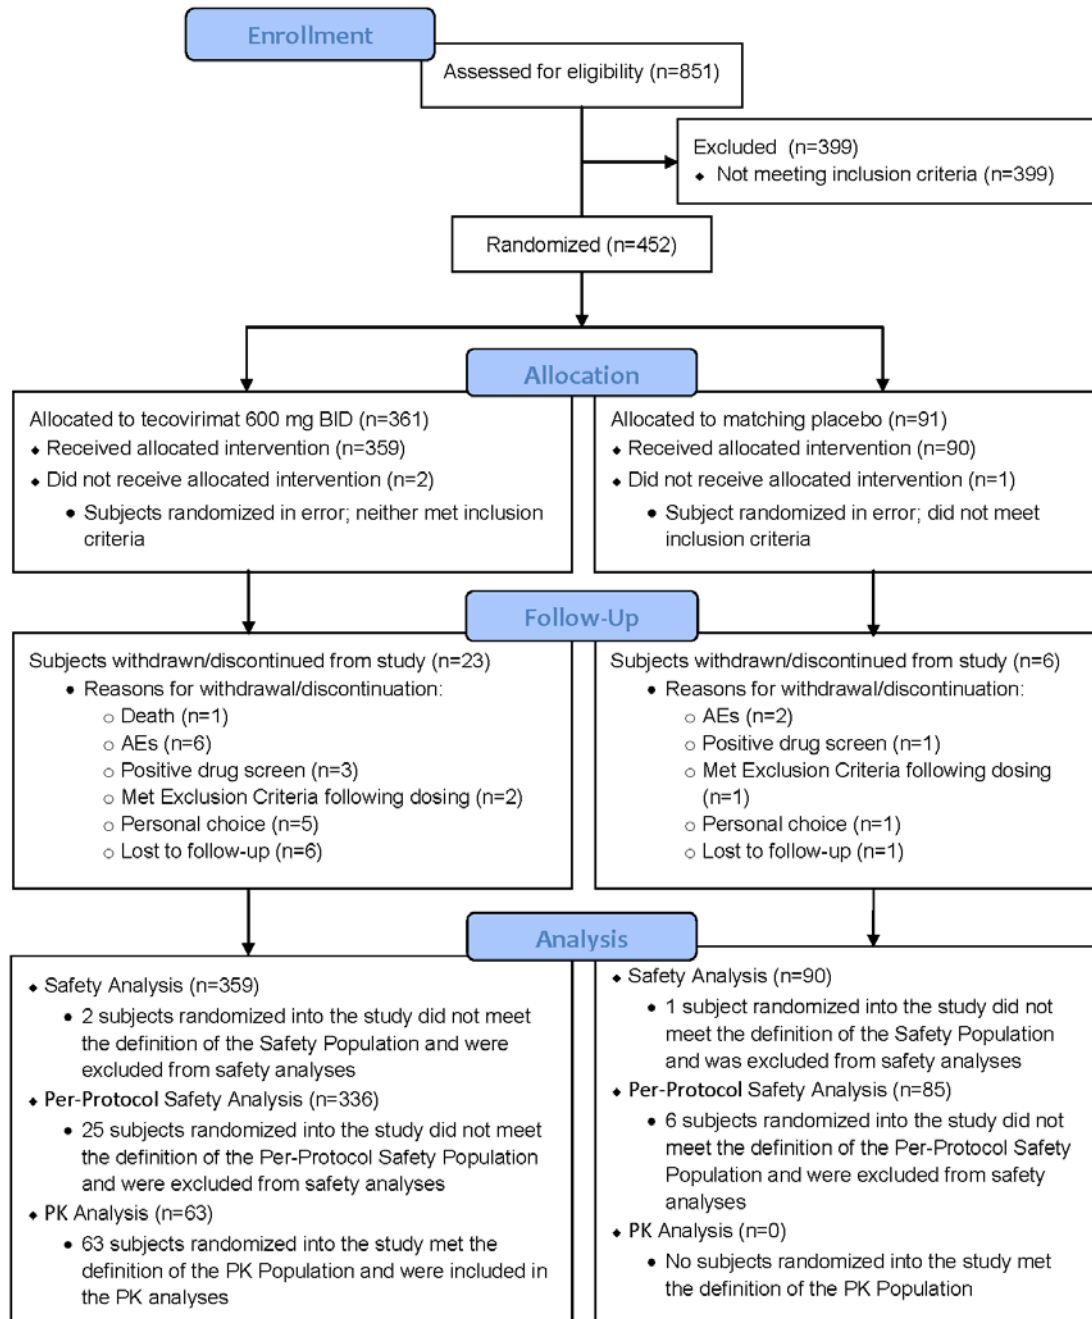 Enrollment
Assessed for eligibility (n=851)
Excluded (n=399)
⬥ Not meeting inclusion criteria (n=399)
Randomized (n=452)
Allocation
Allocated to tecovirimat 600 mg BID (n=361)
⬥ Received allocated intervention (n=359)
⬥ Did not receive allocated intervention (n=2)
• Subjects randomized in error; neither met inclusion
criteria
Allocated to matching placebo (n=91)
⬥ Received allocated intervention (n=90)
⬥ Did not receive allocated intervention (n=1)
• Subject randomized in error; did not meet
inclusion criteria
Follow-Up
Subjects withdrawn/discontinued from study (n=23)
• Reasons for withdrawal/discontinuation:
○ Death (n=1)
○ AEs (n=6)
○ Positive drug screen (n=3)
○ Met Exclusion Criteria following dosing (n=2)
○ Personal choice (n=5)
○ Lost to follow-up (n=6)
Subjects withdrawn/discontinued from study (n=6)
• Reasons for withdrawal/discontinuation:
○ AEs (n=2)
○ Positive drug screen (n=1)
○ Met Exclusion Criteria following dosing
(n=1)
○ Personal choice (n=1)
○ Lost to follow-up (n=1)
Analysis
⬥ Safety Analysis (n=359)
• 2 subjects randomized into the study did not meet
the definition of the Safety Population and were
excluded from safety analyses
⬥ Per-Protocol Safety Analysis (n=336)
• 25 subjects randomized into the study did not meet
the definition of the Per-Protocol Safety Population
and were excluded from safety analyses
⬥ PK Analysis (n=63)
• 63 subjects randomized into the study met the
definition of the PK Population and were included in
the PK analyses
⬥ Safety Analysis (n=90)
• 1 subject randomized into the study did not
meet the definition of the Safety Population
and was excluded from safety analyses
⬥ Per-Protocol Safety Analysis (n=85)
• 6 subjects randomized into the study did not
meet the definition of the Per-Protocol Safety
Population and were excluded from safety
analyses
⬥ PK Analysis (n=0)
• No subjects randomized into the study met
the definition of the PK Population